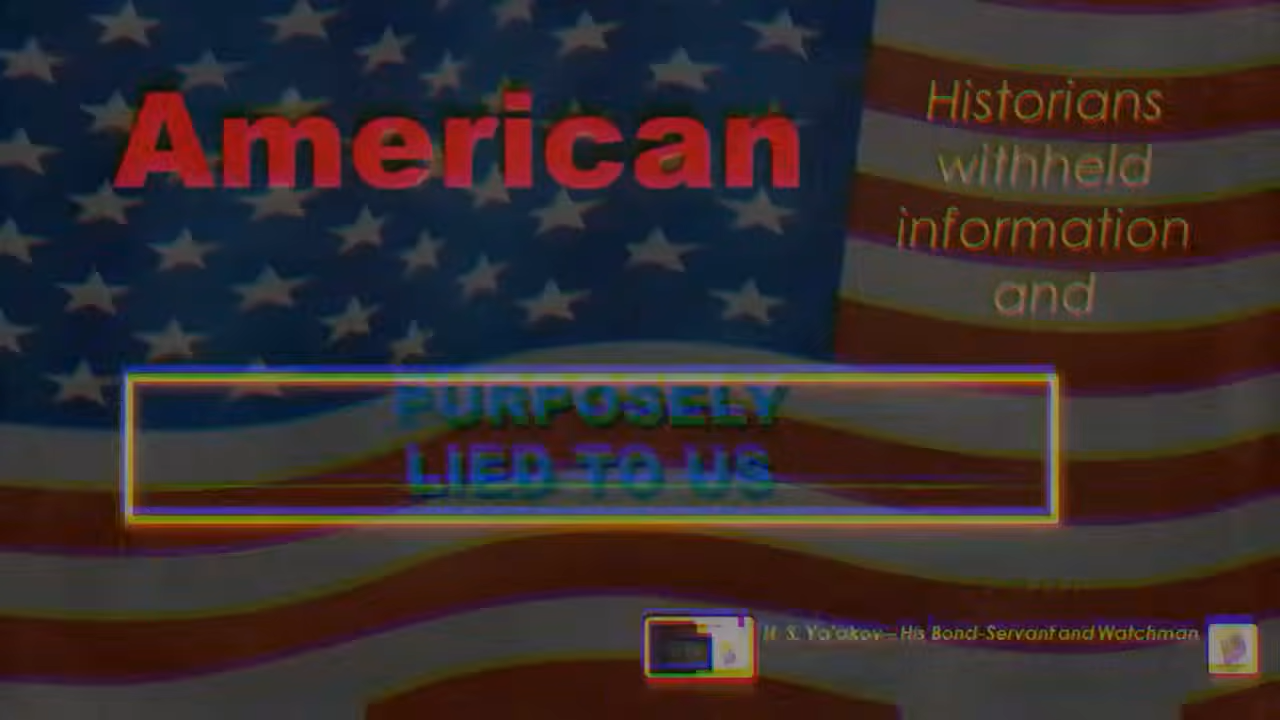 American
Historians
withheld
information
and
PURPOSELY
LIED TO US
H. S. Ya'akov—His Bond-Servant and Watchman